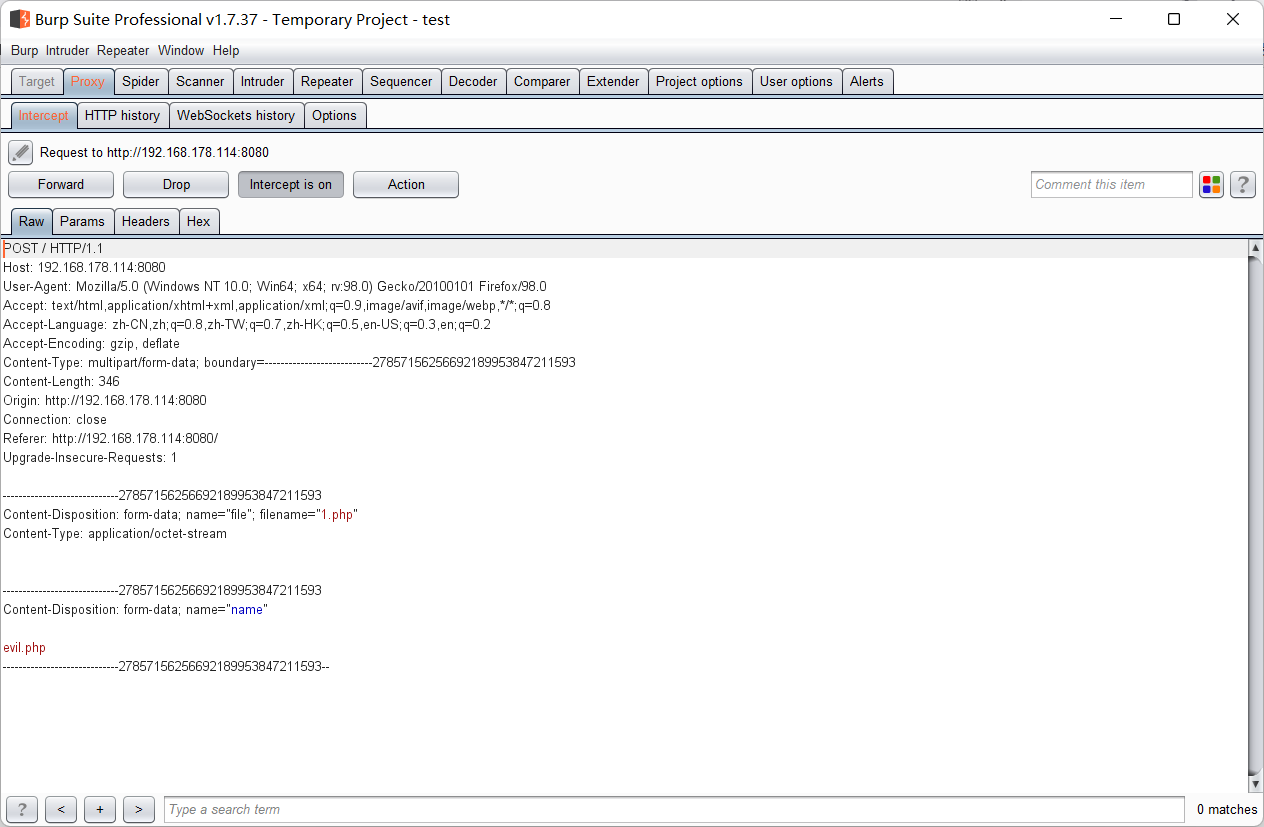 Burp Suite Professional v1.7.37 - Temporary Project - test
Burp Intruder Repeater Window Help
Target Proxy Spider Scanner Intruder Repeater Sequencer Decoder Comparer Extender Project options User options Alerts
Intercept HTTP history WebSockets history Options
Request to http://192.168.178.114:8080
Forward Drop Intercept is on Action Comment this item ?
Raw Params Headers Hex
POST / HTTP/1.1
Host: 192.168.178.114:8080
User-Agent: Mozilla/5.0 (Windows NT 10.0; Win64; x64; rv:98.0) Gecko/20100101 Firefox/98.0
Accept: text/html,application/xhtml+xml,application/xml;q=0.9,image/avif,image/webp,*/*;q=0.8
Accept-Language: zh-CN,zh;q=0.8,zh-TW;q=0.7,zh-HK;q=0.5,en-US;q=0.3,en;q=0.2
Accept-Encoding: gzip, deflate
Content-Type: multipart/form-data; boundary=---------------------------278571562566921899538​47211593
Content-Length: 346
Origin: http://192.168.178.114:8080
Connection: close
Referer: http://192.168.178.114:8080/
Upgrade-Insecure-Requests: 1
-----------------------------27857156256692189953847211593
Content-Disposition: form-data; name="file"; filename="1.php"
Content-Type: application/octet-stream
-----------------------------27857156256692189953847211593
Content-Disposition: form-data; name="name"
evil.php
-----------------------------27857156256692189953847211593--
? < + > Type a search term 0 matches